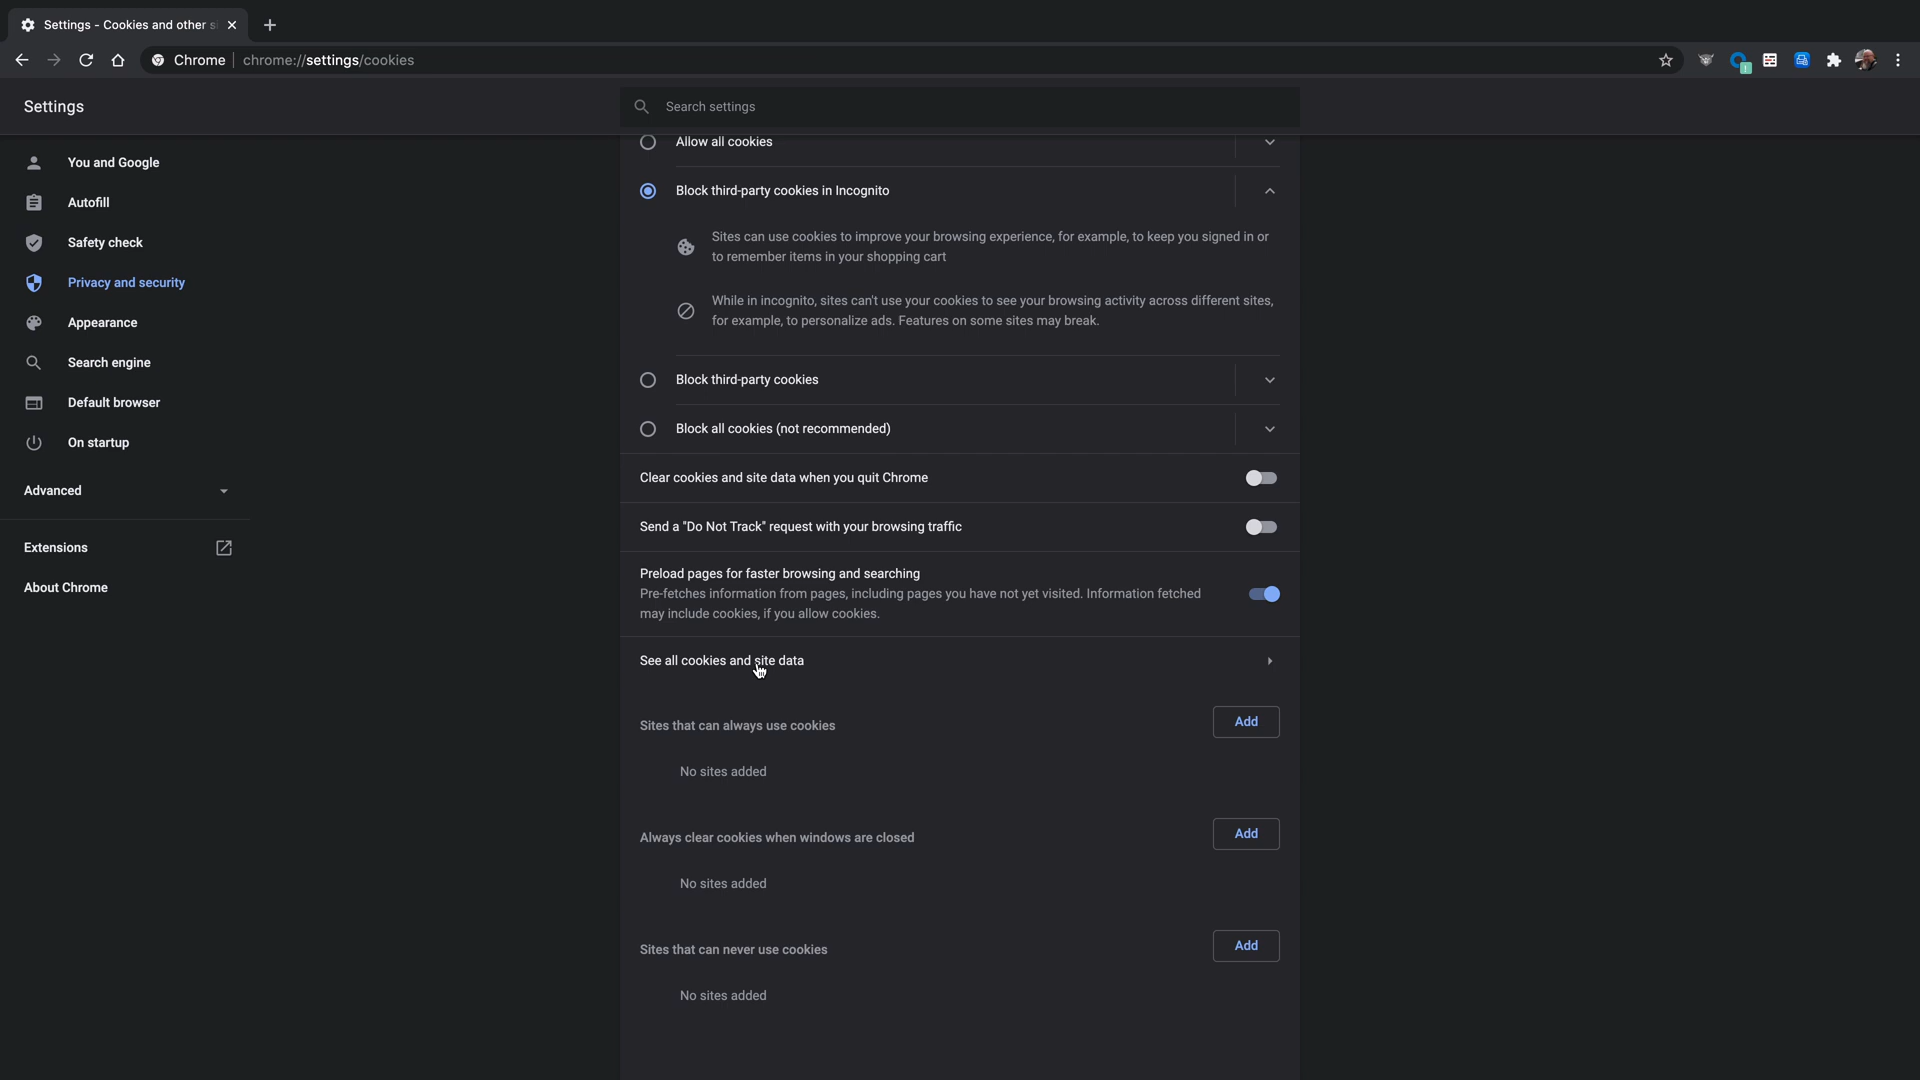 Settings - Cookies and other s
Chrome
chrome://settings/cookies
Settings
Search settings
You and Google
Autofill
Safety check
Privacy and security
Appearance
Search engine
Default browser
On startup
Advanced
Extensions
About Chrome
Allow all cookies
Block third-party cookies in Incognito
Sites can use cookies to improve your browsing experience, for example, to keep you signed in or
to remember items in your shopping cart
While in incognito, sites can't use your cookies to see your browsing activity across different sites,
for example, to personalize ads. Features on some sites may break.
Block third-party cookies
Block all cookies (not recommended)
Clear cookies and site data when you quit Chrome
Send a "Do Not Track" request with your browsing traffic
Preload pages for faster browsing and searching
Pre-fetches information from pages, including pages you have not yet visited. Information fetched
may include cookies, if you allow cookies.
See all cookies and site data
Sites that can always use cookies
Add
No sites added
Always clear cookies when windows are closed
Add
No sites added
Sites that can never use cookies
Add
No sites added